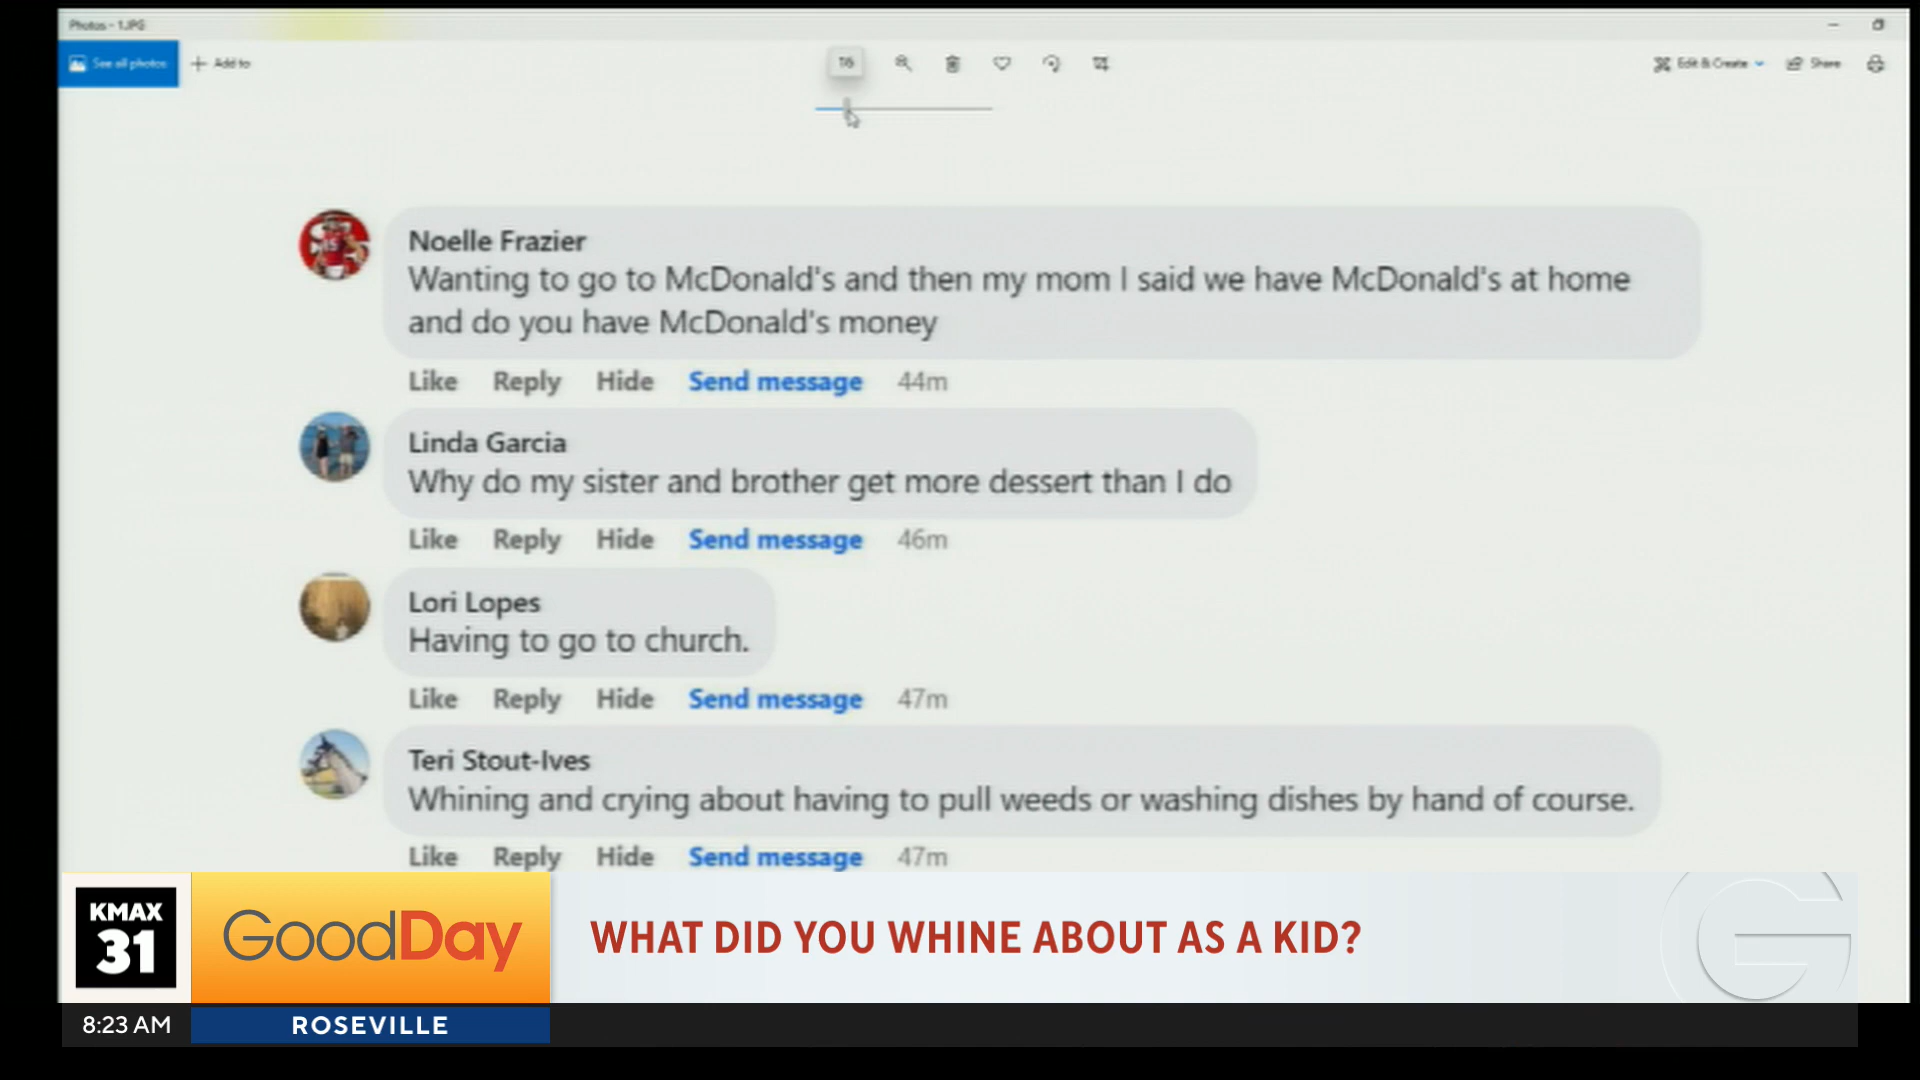 Photos - 1.JPG
See all photos
Add to
16
Edit & Create
Share
Noelle Frazier
Wanting to go to McDonald's and then my mom I said we have McDonald's at home
and do you have McDonald's money
Like Reply Hide Send message 44m
Linda Garcia
Why do my sister and brother get more dessert than I do
Like Reply Hide Send message 46m
Lori Lopes
Having to go to church.
Like Reply Hide Send message 47m
Teri Stout-Ives
Whining and crying about having to pull weeds or washing dishes by hand of course.
Like Reply Hide Send message 47m
KMAX
31
GoodDay
WHAT DID YOU WHINE ABOUT AS A KID?
G
8:23 AM
ROSEVILLE